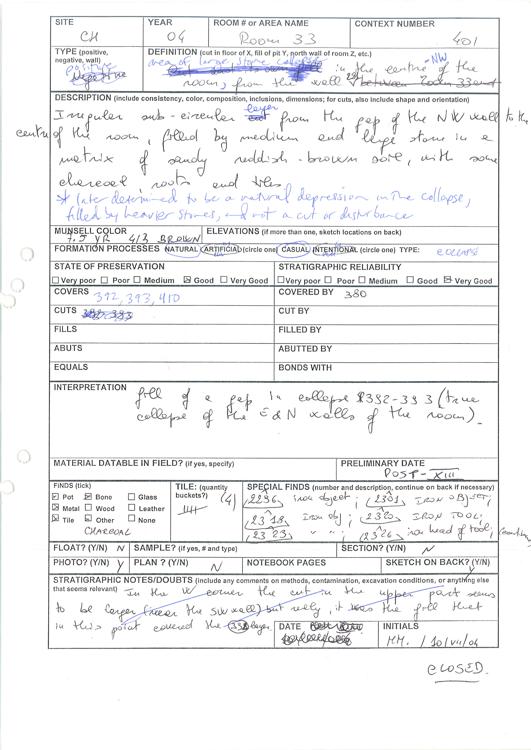 SITE YEAR ROOM # or AREA NAME CONTEXT NUMBER
CH 04 Room 33 401
TYPE (positive, negative, wall) DEFINITION (cut in floor of X, fill of pit Y, north wall of room Z, etc.)
positive area of large stone collapse in the centre of the
room, from the NW wall
DESCRIPTION (include consistency, color, composition, inclusions, dimensions; for cuts, also include shape and orientation)
Irregular sub-circular layer from the gap of the NW wall to the
centre of the room, filled by medium and large stone in a
matrix of sandy reddish-brown soil, with some
charcoal, roots and tiles.
* later determined to be a natural depression in the collapse,
filled by heavier stones, and not a cut or disturbance
MUNSELL COLOR ELEVATIONS (if more than one, sketch locations on back)
7.5 YR 4/3 BROWN
FORMATION PROCESSES NATURAL/ARTIFICIAL (circle one) CASUAL/INTENTIONAL (circle one) TYPE: collapse
STATE OF PRESERVATION STRATIGRAPHIC RELIABILITY
Very poor Poor Medium Good Very Good Very poor Poor Medium Good Very Good
COVERS 392, 393, 410 COVERED BY 380
CUTS CUT BY
FILLS FILLED BY
ABUTS ABUTTED BY
EQUALS BONDS WITH
INTERPRETATION
fill of a gap in collapse 392-393 (true
collapse of the E & N walls of the room).
MATERIAL DATABLE IN FIELD? (if yes, specify) PRELIMINARY DATE
POST-XIII
FINDS (tick) TILE: (quantity buckets?) (4) SPECIAL FINDS (number and description, continue on back if necessary)
Pot Bone Glass
Metal Wood Leather
Tile Other None
CHARCOAL
2296 iron object; 2301 IRON OBJECT;
2318 iron obj; 2320 IRON TOOL;
2323 " "; 2326 iron head of tool;
FLOAT? (Y/N) N SAMPLE? (if yes, # and type) SECTION? (Y/N) N
PHOTO? (Y/N) Y PLAN? (Y/N) N NOTEBOOK PAGES SKETCH ON BACK? (Y/N) Y
STRATIGRAPHIC NOTES/DOUBTS (include any comments on methods, contamination, excavation conditions, or anything else that seems relevant)
In the W corner the cut in the upper part seems
to be larger (near the SW wall) but really, it was the fill that
in this point covered the layer
DATE INITIALS
MM. / 10/VII/04
CLOSED.